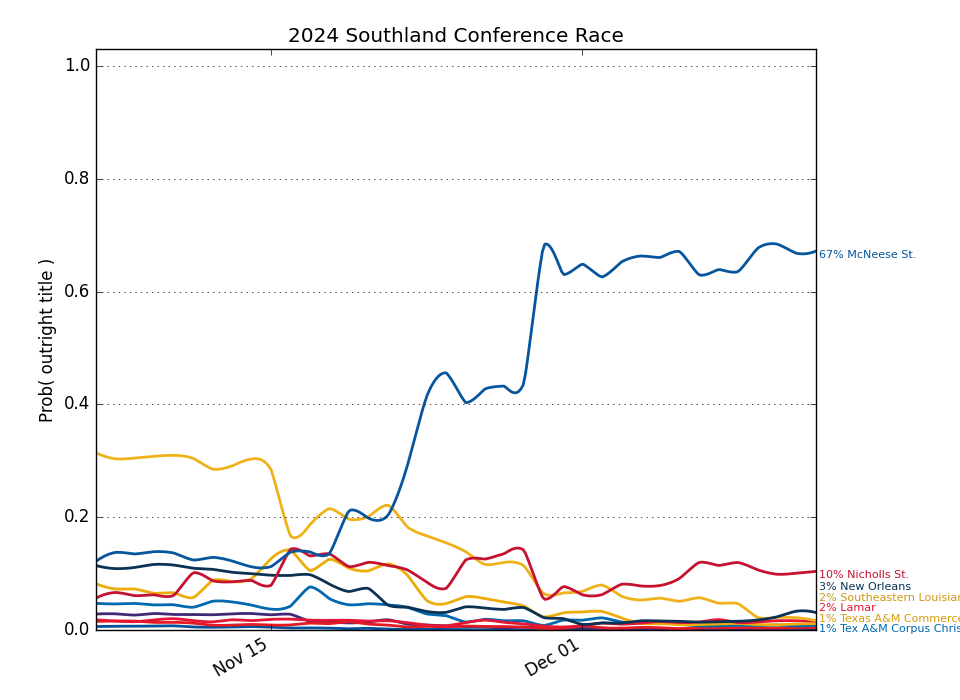 2024 Southland Conference Race
Prob( outright title )
1.0
0.8
0.6
0.4
0.2
0.0
Nov 15
Dec 01
67% McNeese St.
10% Nicholls St.
3% New Orleans
2% Southeastern Louisian
2% Lamar
1% Texas A&M Commerce
1% Tex A&M Corpus Chris